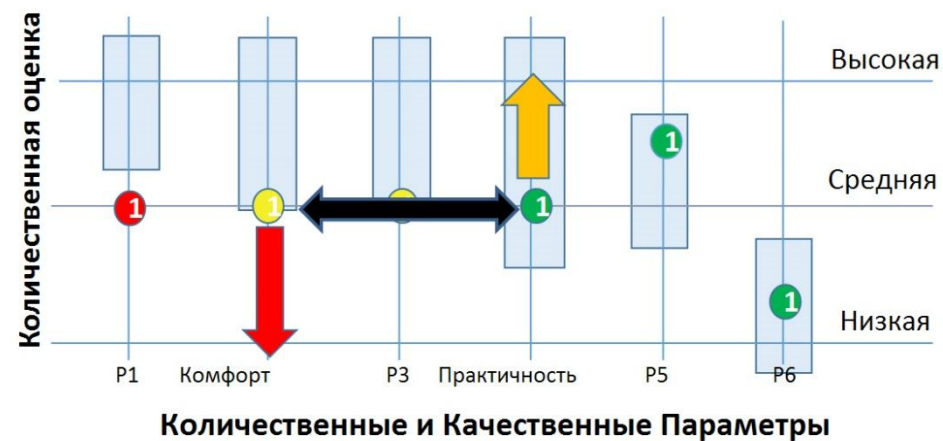 Количественная оценка
Высокая
Средняя
Низкая
1
1
1
1
1
P1
Комфорт
P3
Практичность
P5
P6
Количественные и Качественные Параметры